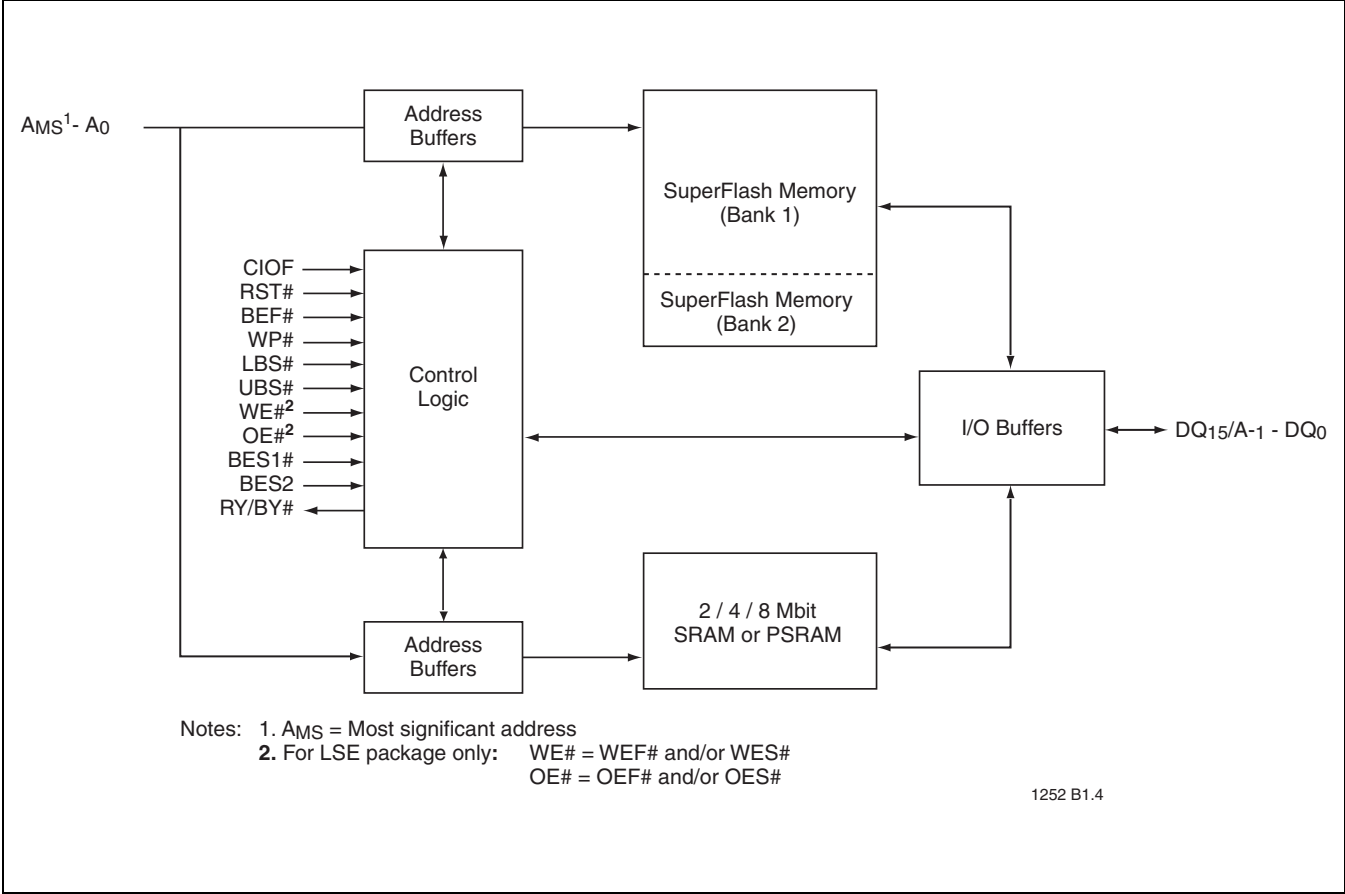 Address
Buffers
AMS1- A0
SuperFlash Memory
(Bank 1)
SuperFlash Memory
(Bank 2)
CIOF
RST#
BEF#
WP#
LBS#
UBS#
WE#2
OE#2
BES1#
BES2
RY/BY#
Control
Logic
I/O Buffers
DQ15/A-1 - DQ0
2 / 4 / 8 Mbit
SRAM or PSRAM
Address
Buffers
Notes: 1. AMS = Most significant address
2. For LSE package only: WE# = WEF# and/or WES#
OE# = OEF# and/or OES#
1252 B1.4